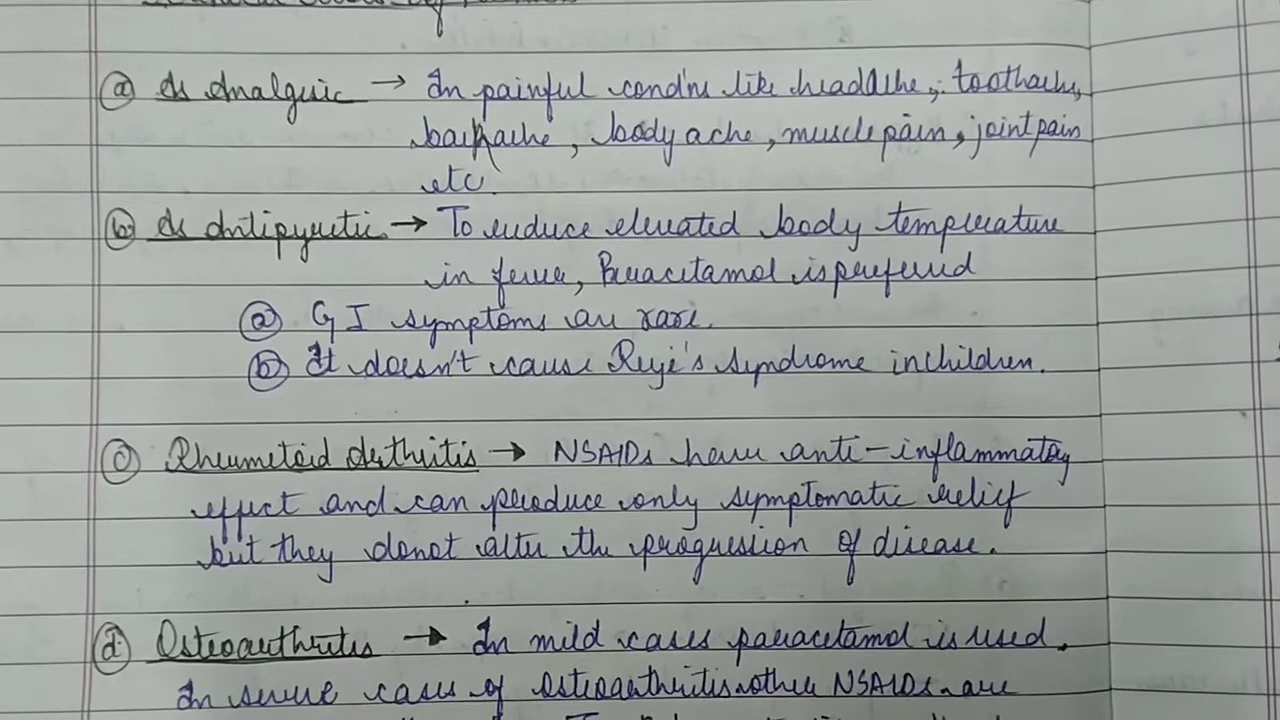 ⓐ As Analgesic → In painful cond'ns like headache, toothache,
backache, body ache, muscle pain, joint pain
etc
ⓑ As Antipyretic → To reduce elevated body temperature
in fever, Paracetamol is preferred
ⓐ GI symptoms are rare.
ⓑ It doesn't cause Reye's syndrome in children.
ⓒ Rheumetoid Arthritis → NSAIDs have anti-inflammatory
effect and can produce only symptomatic relief
but they donot alter the progression of disease.
ⓓ Osteoarthritis → In mild cases paracetamol is used.
In severe cases of osteoarthritis other NSAIDs are